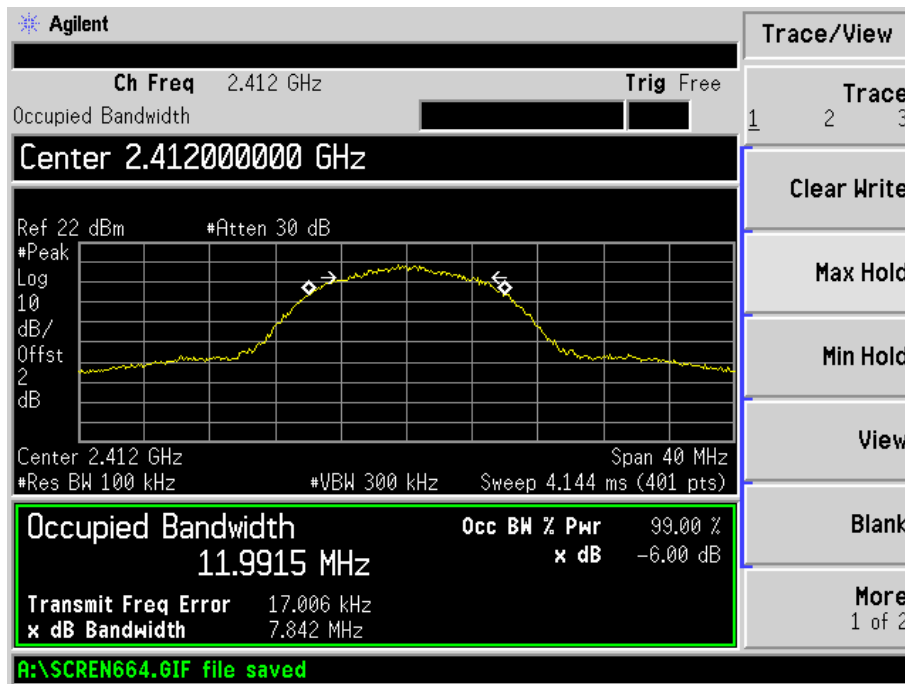 Agilent
Trace/View
Ch Freq 2.412 GHz Trig Free
Occupied Bandwidth
Trace
1 2 3
Center 2.412000000 GHz
Clear Write
Ref 22 dBm #Atten 30 dB
#Peak
Log
10
dB/
Offst
2
dB
Max Hold
Min Hold
View
Center 2.412 GHz Span 40 MHz
#Res BW 100 kHz #VBW 300 kHz Sweep 4.144 ms (401 pts)
Occupied Bandwidth
11.9915 MHz
Occ BW % Pwr 99.00 %
x dB -6.00 dB
Transmit Freq Error 17.006 kHz
x dB Bandwidth 7.842 MHz
Blank
More
1 of 2
A:\SCREN664.GIF file saved